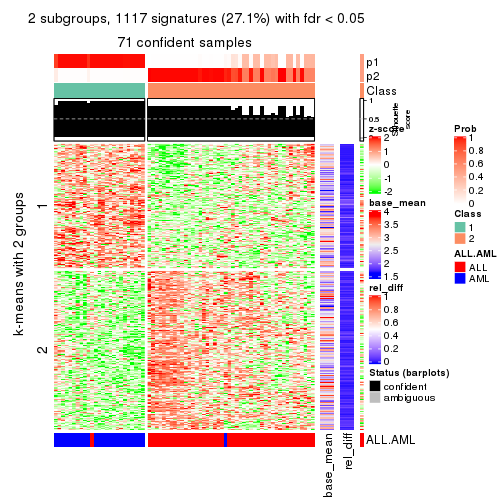 2 subgroups, 1117 signatures (27.1%) with fdr < 0.05
71 confident samples
p1
p2
Class
1
0.5
0
Silhouette
score
k-means with 2 groups
1
2
base_mean
rel_diff
ALL.AML
z-score
2
1
0
-1
-2
base_mean
4
3.5
3
2.5
2
1.5
rel_diff
1
0.8
0.6
0.4
0.2
0
Status (barplots)
confident
ambiguous
Prob
1
0.8
0.6
0.4
0.2
0
Class
1
2
ALL.AML
ALL
AML